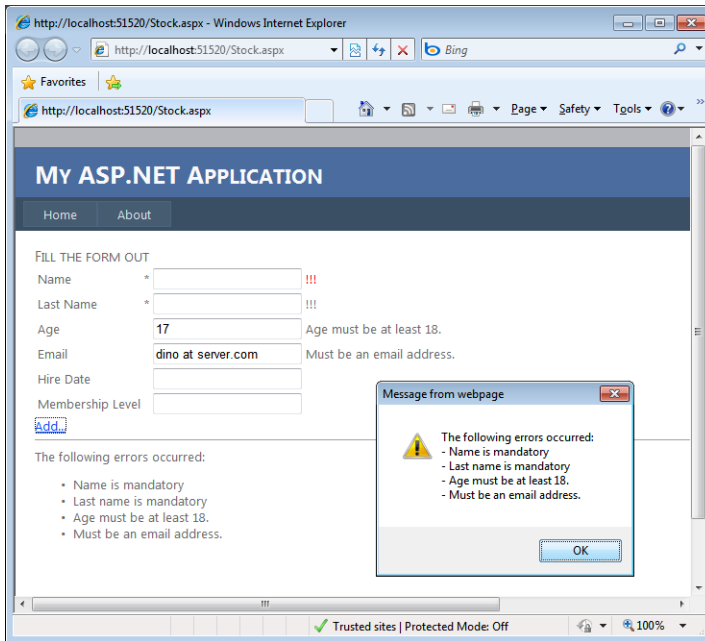 http://localhost:51520/Stock.aspx - Windows Internet Explorer
http://localhost:51520/Stock.aspx
Bing
Favorites
http://localhost:51520/Stock.aspx
Page
Safety
Tools
»
MY ASP.NET APPLICATION
Home
About
FILL THE FORM OUT
Name * !!!
Last Name * !!!
Age 17 Age must be at least 18.
Email dino at server.com Must be an email address.
Hire Date
Membership Level
Add...
The following errors occurred:
• Name is mandatory
• Last name is mandatory
• Age must be at least 18.
• Must be an email address.
Message from webpage
The following errors occurred:
- Name is mandatory
- Last name is mandatory
- Age must be at least 18.
- Must be an email address.
OK
Trusted sites | Protected Mode: Off
100%